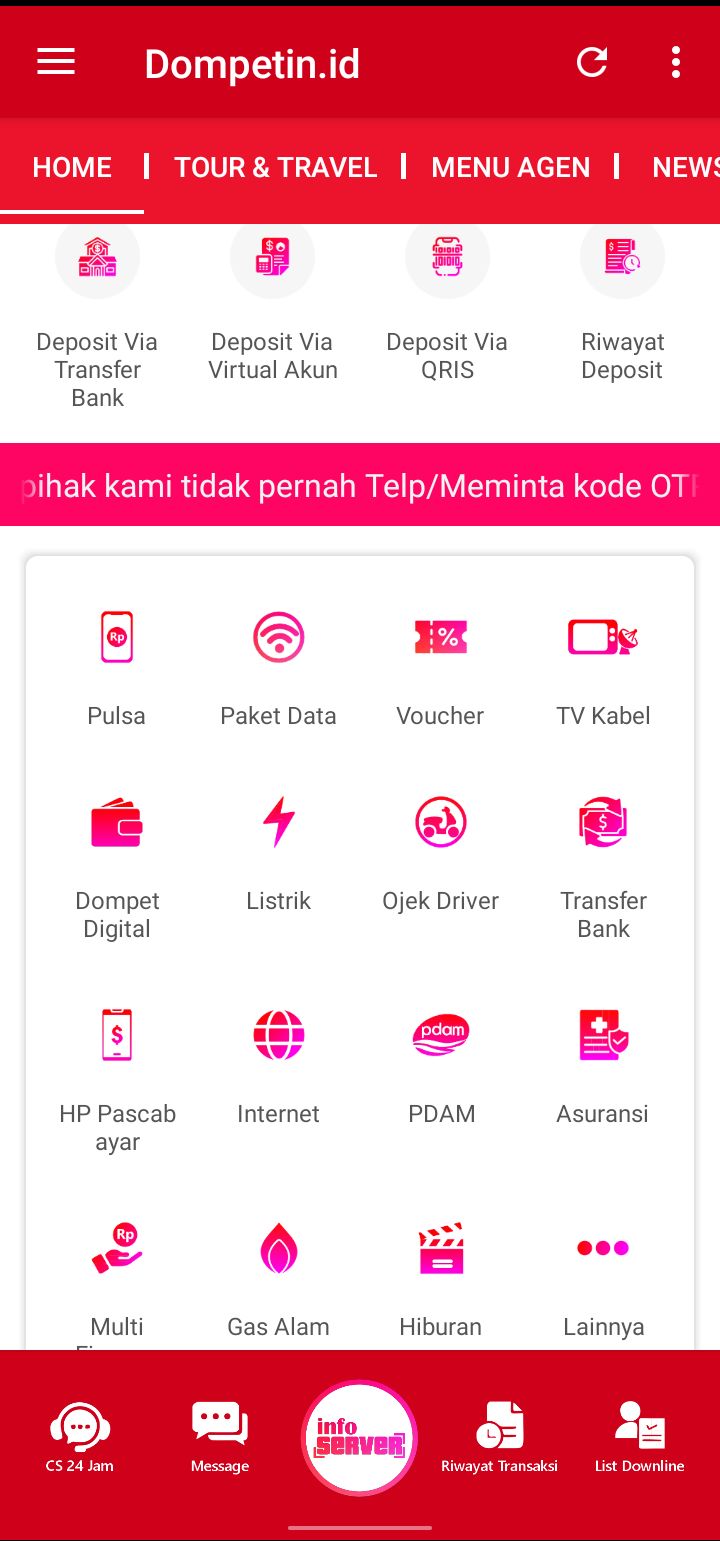 Dompetin.id
HOME
TOUR & TRAVEL
MENU AGEN
NEWS
Deposit Via
Transfer
Bank
Deposit Via
Virtual Akun
Deposit Via
QRIS
Riwayat
Deposit
pihak kami tidak pernah Telp/Meminta kode OTP
Rp
Pulsa
Paket Data
%
Voucher
TV Kabel
Dompet
Digital
Listrik
Ojek Driver
$
Transfer
Bank
$
HP Pascab
ayar
Internet
pdam
PDAM
Asuransi
Rp
Multi
Gas Alam
Hiburan
Lainnya
CS 24 Jam
Message
info
SERVER
Riwayat Transaksi
List Downline